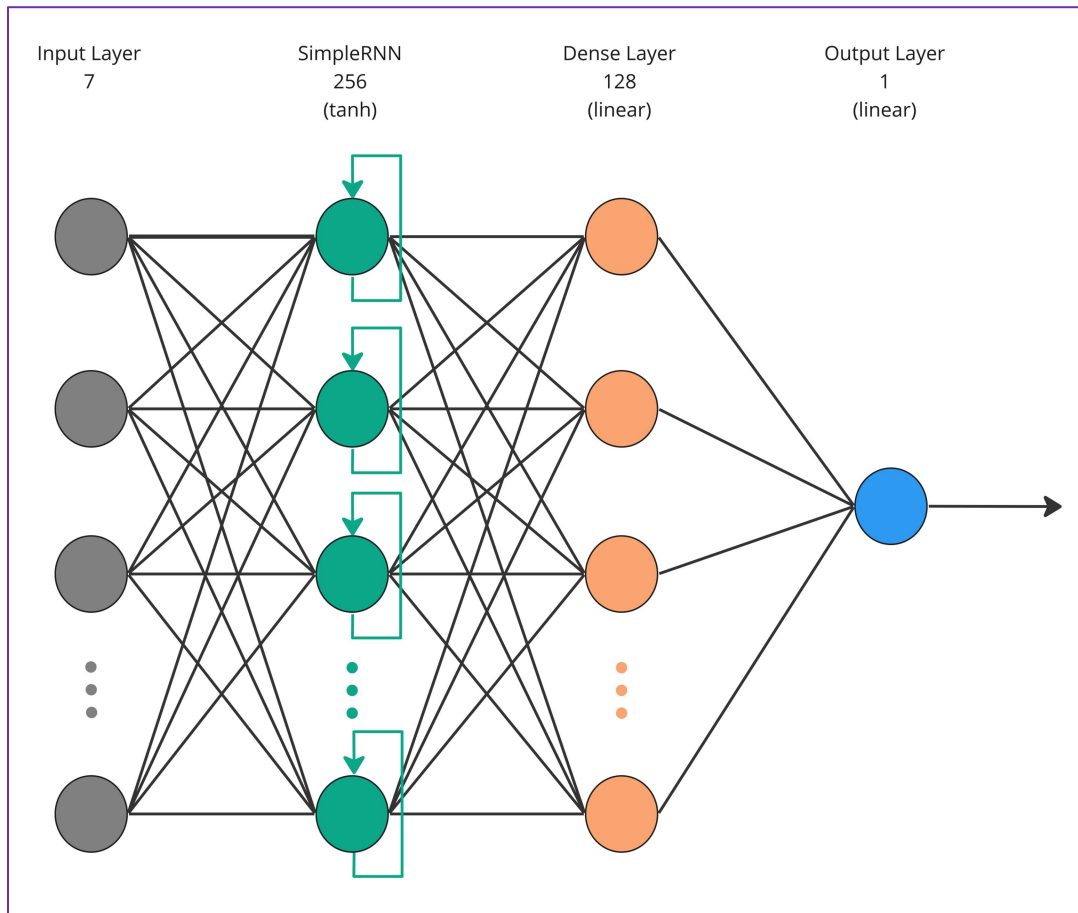 Input Layer
7
SimpleRNN
256
(tanh)
Dense Layer
128
(linear)
Output Layer
1
(linear)